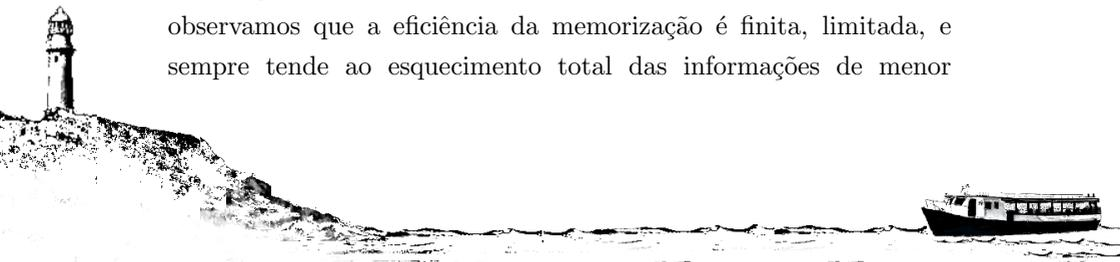 observamos que a eficiência da memorização é finita, limitada, e
sempre tende ao esquecimento total das informações de menor